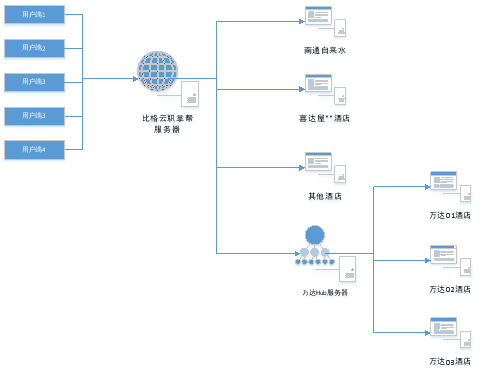 用户端1
用户端2
用户端3
用户端3
用户端4
比格云职掌帮
服务器
南通自来水
喜达屋**酒店
其他酒店
万达Hub服务器
万达01酒店
万达02酒店
万达03酒店